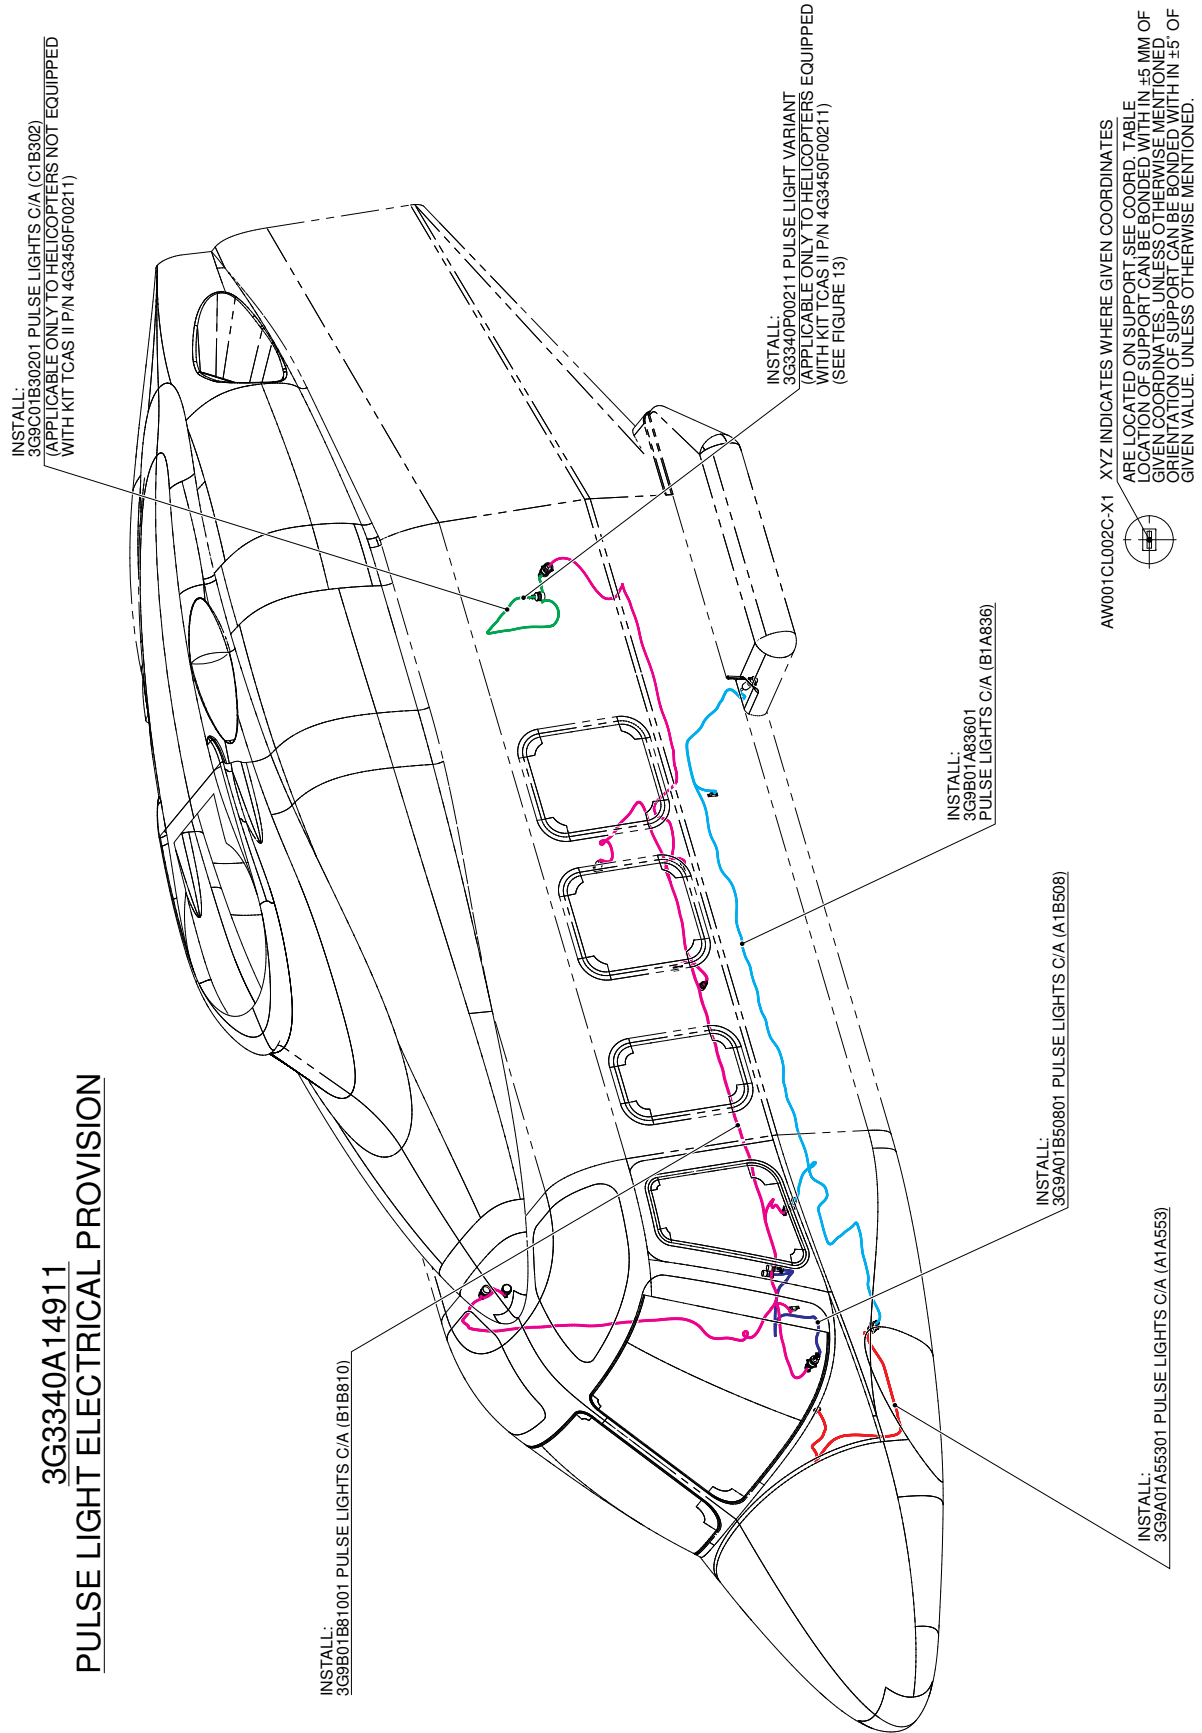 3G3340A14911
PULSE LIGHT ELECTRICAL PROVISION
INSTALL:
3G9C01B30201 PULSE LIGHTS C/A (C1B302)
(APPLICABLE ONLY TO HELICOPTERS NOT EQUIPPED
WITH KIT TCAS II P/N 4G3450F00211)
INSTALL:
3G9B01B81001 PULSE LIGHTS C/A (B1B810)
INSTALL:
3G3340P00211 PULSE LIGHT VARIANT
(APPLICABLE ONLY TO HELICOPTERS EQUIPPED
WITH KIT TCAS II P/N 4G3450F00211)
(SEE FIGURE 13)
INSTALL:
3G9B01A83601
PULSE LIGHTS C/A (B1A836)
INSTALL:
3G9A01B50801 PULSE LIGHTS C/A (A1B508)
INSTALL:
3G9A01A55301 PULSE LIGHTS C/A (A1A553)
AW001CL002C-X1 XYZ INDICATES WHERE GIVEN COORDINATES
ARE LOCATED ON SUPPORT,SEE COORD. TABLE
LOCATION OF SUPPORT CAN BE BONDED WITH IN ±5 MM OF
GIVEN COORDINATES. UNLESS OTHERWISE MENTIONED
ORIENTATION OF SUPPORT CAN BE BONDED WITH IN ±5° OF
GIVEN VALUE. UNLESS OTHERWISE MENTIONED.